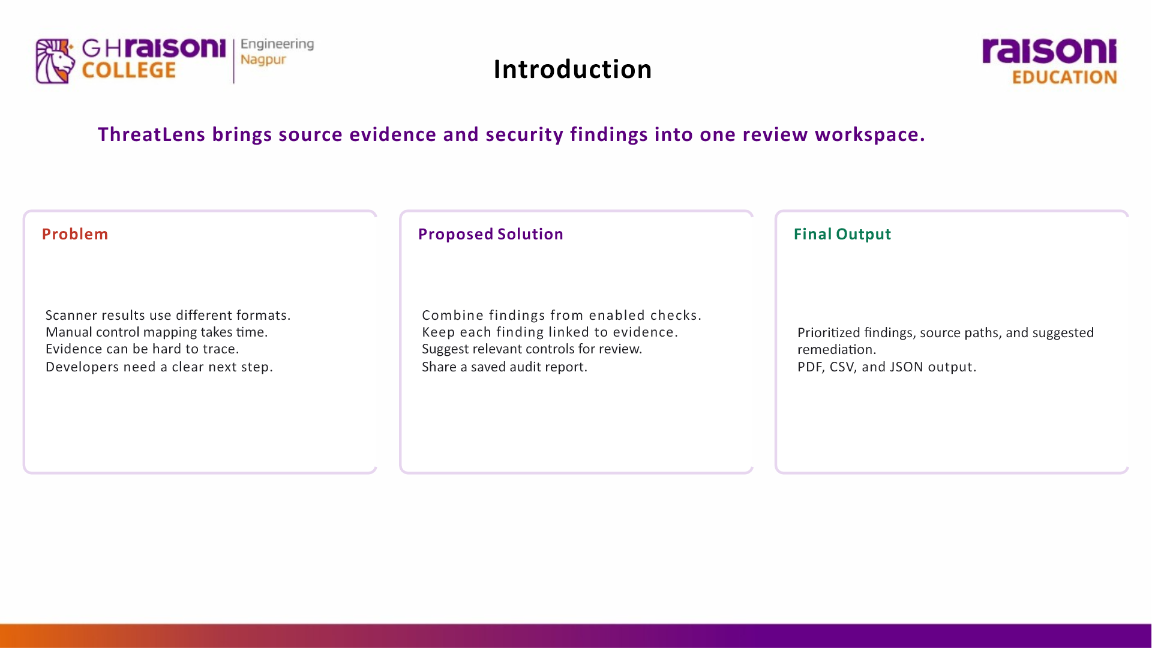 GHRAISONI
COLLEGE
Engineering
Nagpur
Introduction
raisoni
EDUCATION
ThreatLens brings source evidence and security findings into one review workspace.
Problem
Scanner results use different formats.
Manual control mapping takes time.
Evidence can be hard to trace.
Developers need a clear next step.
Proposed Solution
Combine findings from enabled checks.
Keep each finding linked to evidence.
Suggest relevant controls for review.
Share a saved audit report.
Final Output
Prioritized findings, source paths, and suggested
remediation.
PDF, CSV, and JSON output.